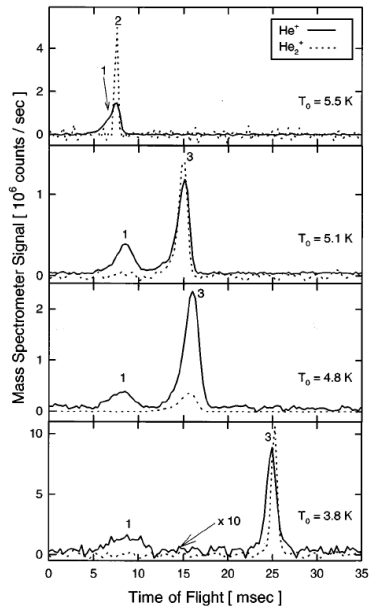 He⁺
He₂⁺
6
4
2
0
1
2
T₀ = 5.5 K
1
0
1
3
T₀ = 5.1 K
2
1
0
1
3
T₀ = 4.8 K
10
5
0
1
3
x 10
T₀ = 3.8 K
0 5 10 15 20 25 30 35
Time of Flight [ msec ]
Mass Spectrometer Signal [ 10⁶ counts / sec ]